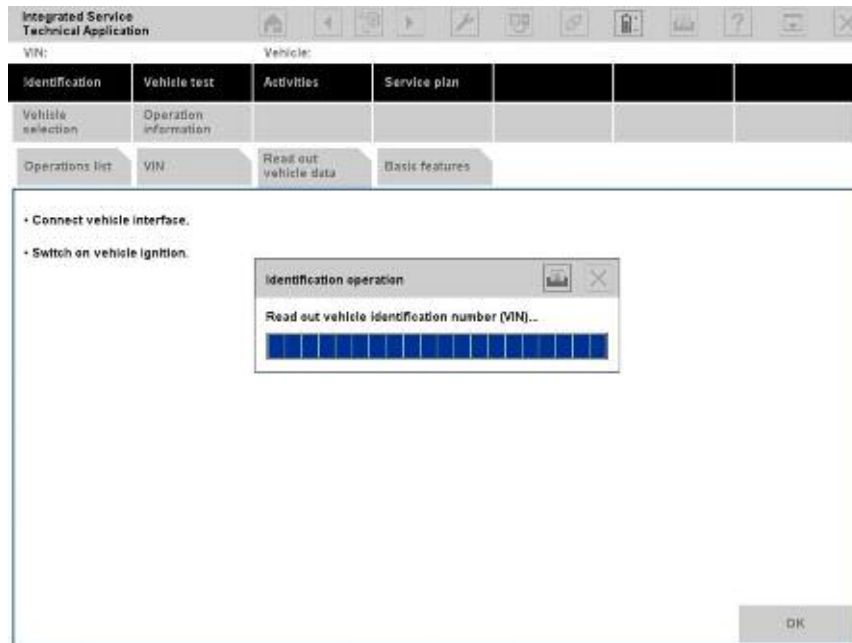 Integrated Service
Technical Application
VIN:
Vehicle:
Identification
Vehicle test
Activities
Service plan
Vehicle
selection
Operation
information
Operations list
VIN
Read out
vehicle data
Basic features
• Connect vehicle interface.
• Switch on vehicle ignition.
Identification operation
Read out vehicle identification number (VIN)...
OK